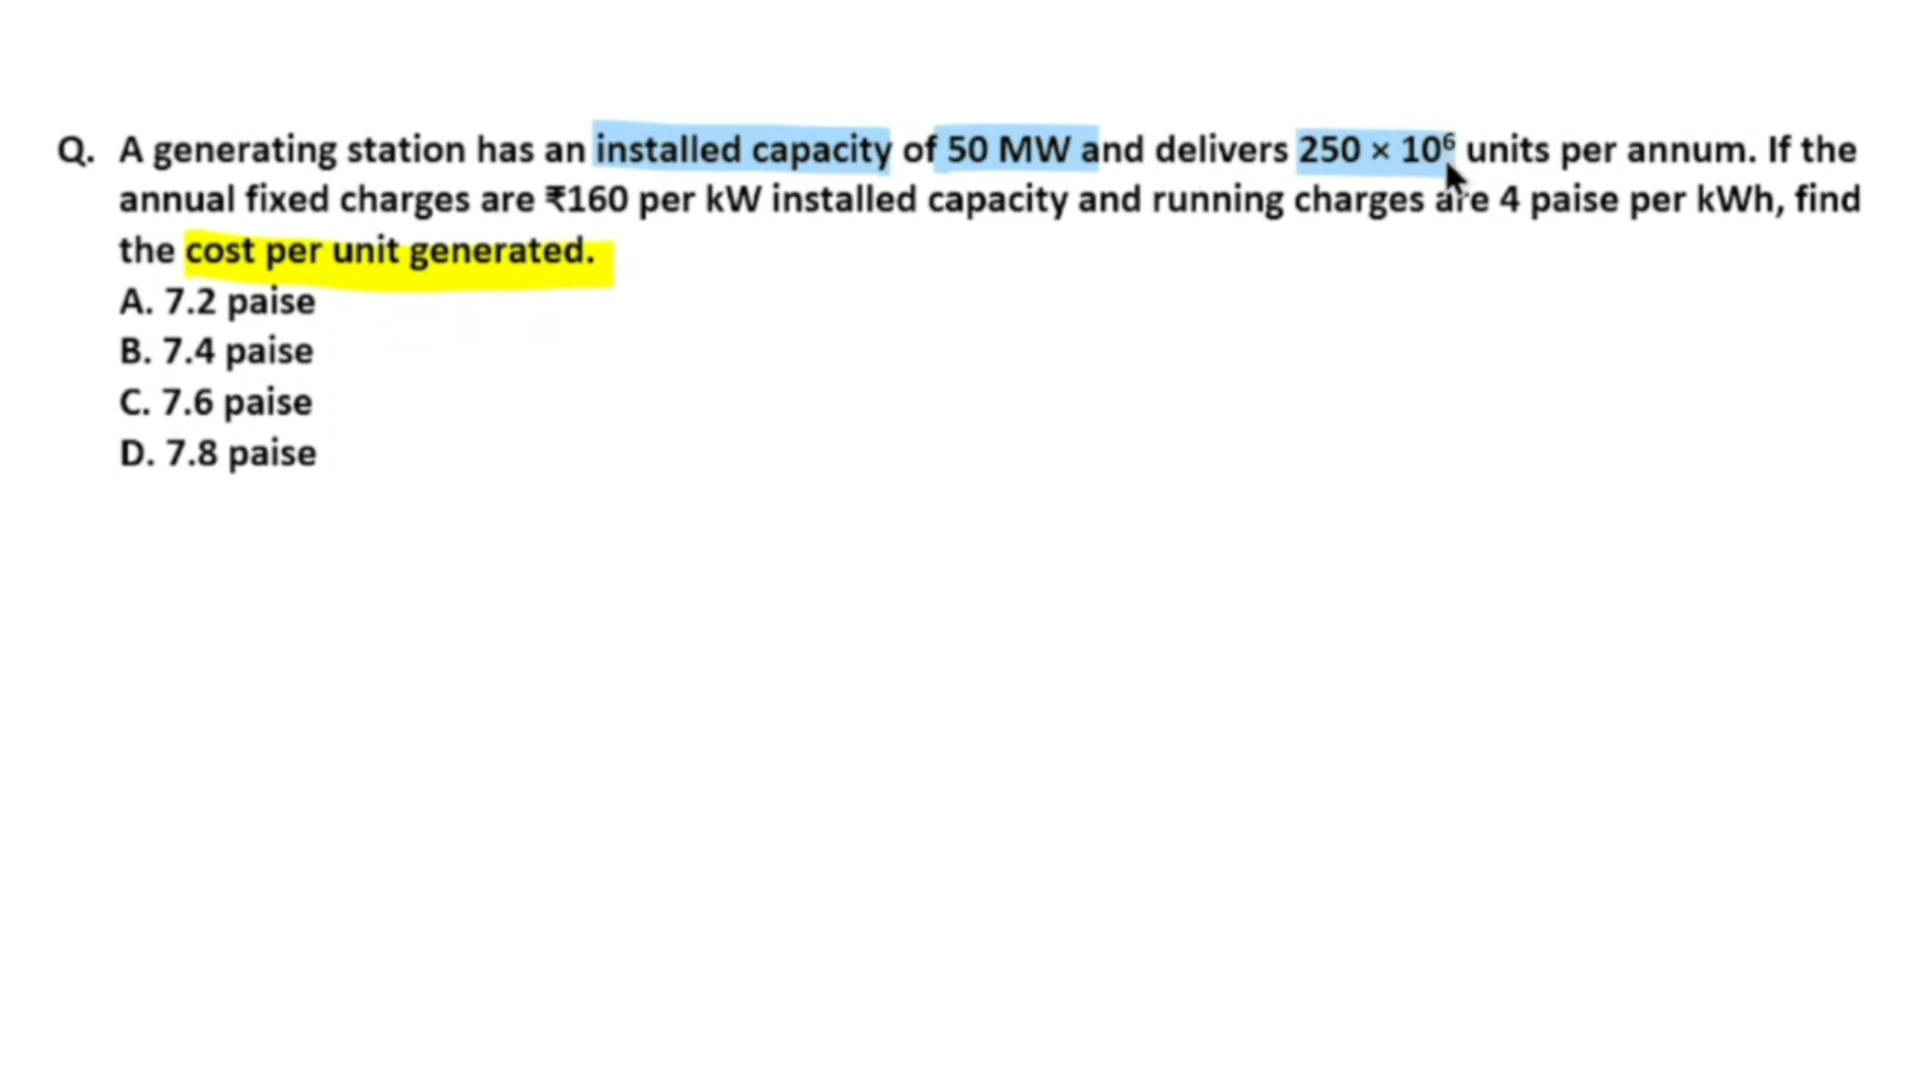 Q. A generating station has an installed capacity of 50 MW and delivers 250 × 10⁶ units per annum. If the
annual fixed charges are ₹160 per kW installed capacity and running charges are 4 paise per kWh, find
the cost per unit generated.
A. 7.2 paise
B. 7.4 paise
C. 7.6 paise
D. 7.8 paise